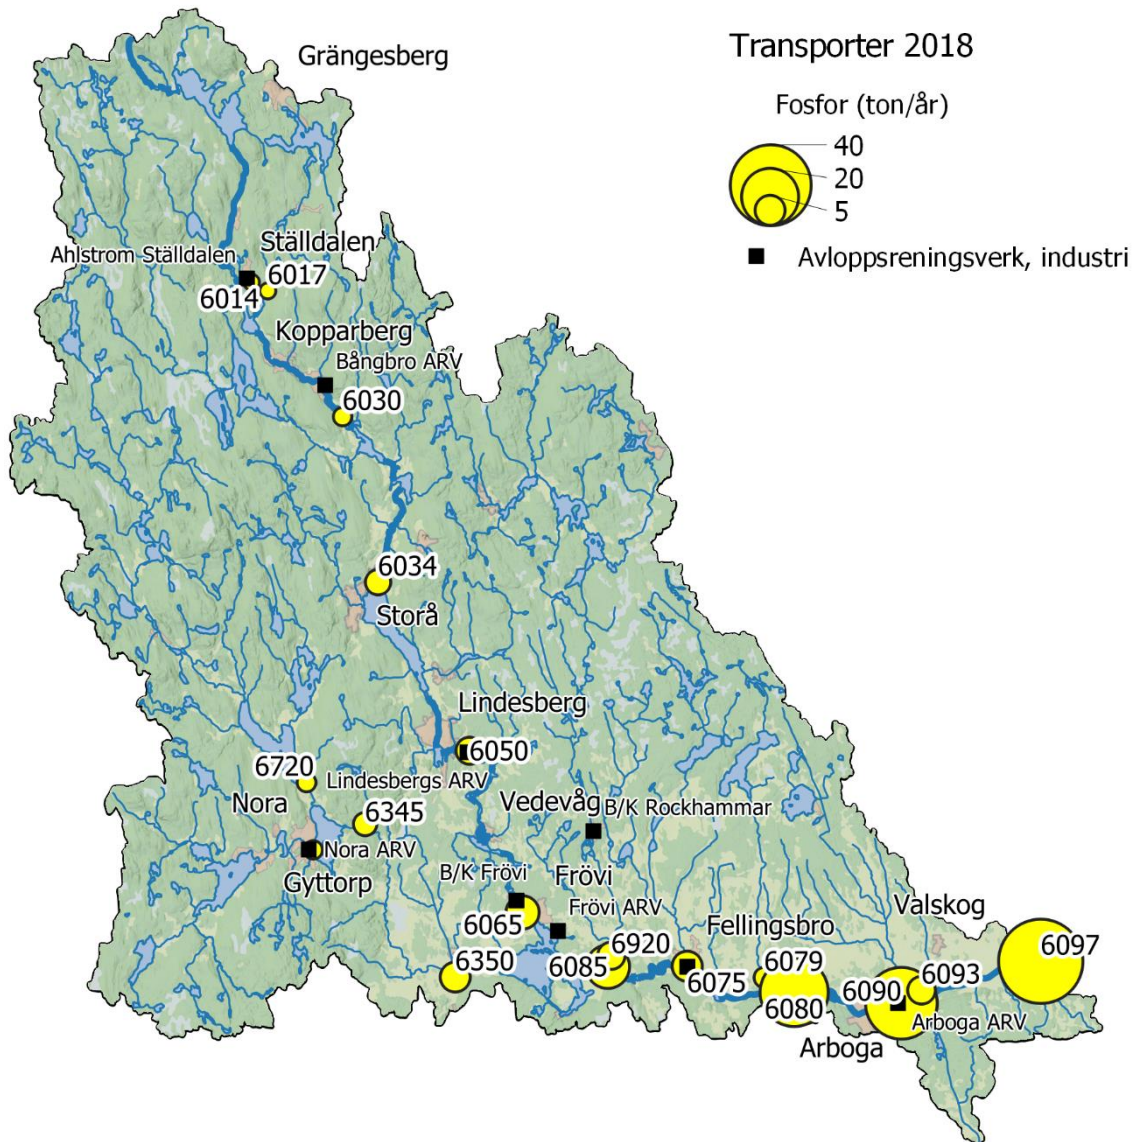 Transporter 2018
Grängesberg
Fosfor (ton/år)
40
20
5
Avloppsreningsverk, industri
Ställdalen
Ahlstrom Ställdalen
6017
6014
Kopparberg
Bångbro ARV
6030
6034
Storå
Lindesberg
6050
6720
Lindesbergs ARV
Nora
6345
Vedevåg
B/K Rockhammar
Nora ARV
Gyttorp
B/K Frövi
Frövi
6065
Frövi ARV
Valskog
Fellingsbro
6920
6097
6350
6085
6079
6093
6075
6090
6080
Arboga ARV
Arboga